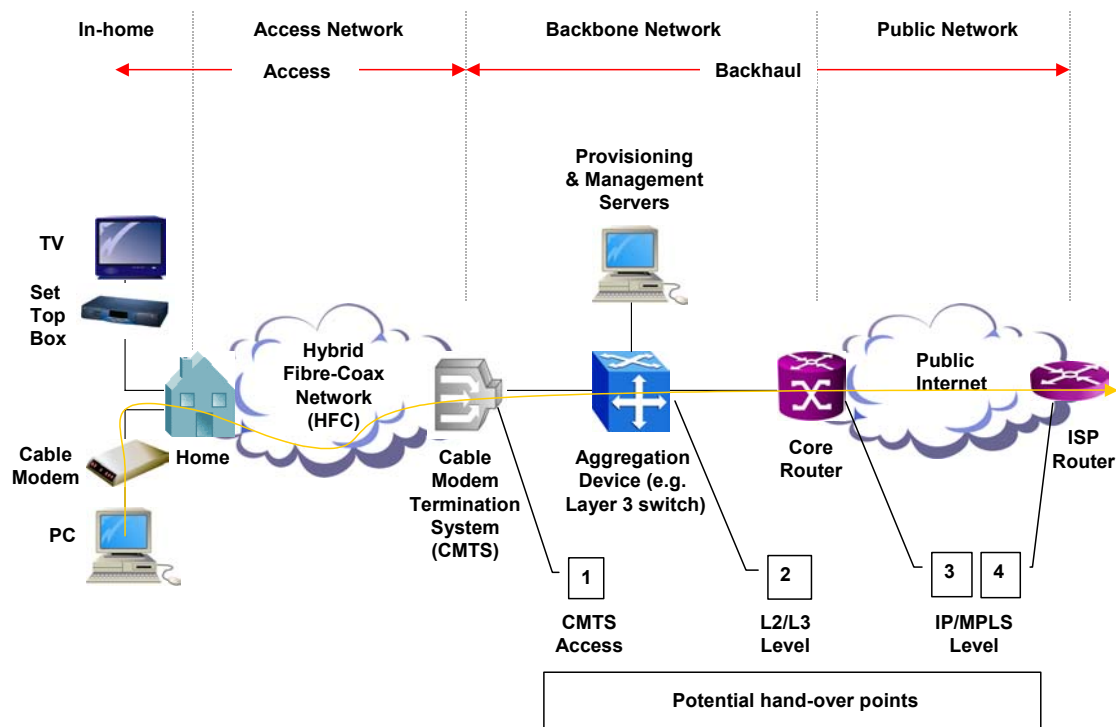 In-home
Access Network
Backbone Network
Public Network
Access
Backhaul
Provisioning
& Management
Servers
TV
Set
Top
Box
Hybrid
Fibre-Coax
Network
(HFC)
Public
Internet
Cable
Modem
Home
Cable
Modem
Termination
System
(CMTS)
Aggregation
Device (e.g.
Layer 3 switch)
Core
Router
ISP
Router
PC
1
2
3
4
CMTS
Access
L2/L3
Level
IP/MPLS
Level
Potential hand-over points